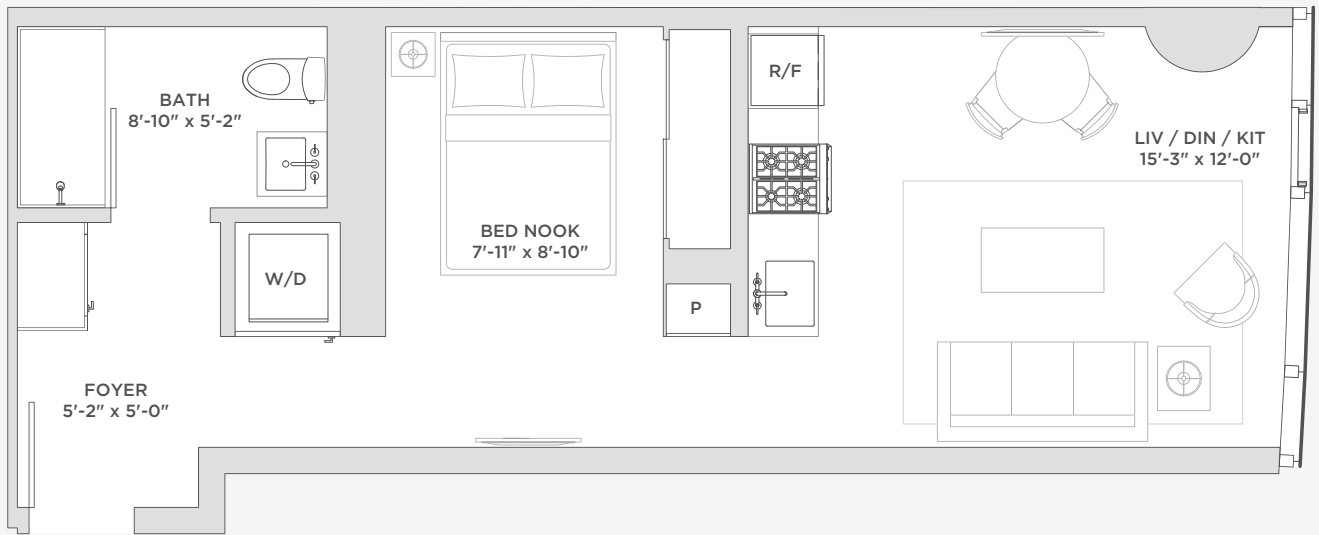 BATH
8'-10" x 5'-2"
R/F
LIV / DIN / KIT
15'-3" x 12'-0"
BED NOOK
7'-11" x 8'-10"
W/D
P
FOYER
5'-2" x 5'-0"